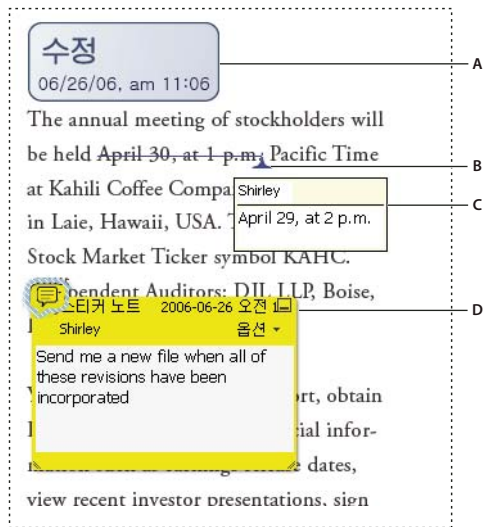 수정
06/26/06, am 11:06
A
The annual meeting of stockholders will
be held April 30, at 1 p.m, Pacific Time
B
at Kahili Coffee Compa
Shirley
C
April 29, at 2 p.m.
in Laie, Hawaii, USA.
Stock Market Ticker symbol KAHC.
pendent Auditors: DJL LLP, Boise,
스티커 노트 2006-06-26 오전
D
Shirley 옵션
Send me a new file when all of
these revisions have been
incorporated
ort, obtain
cial infor-
dates,
view recent investor presentations, sign